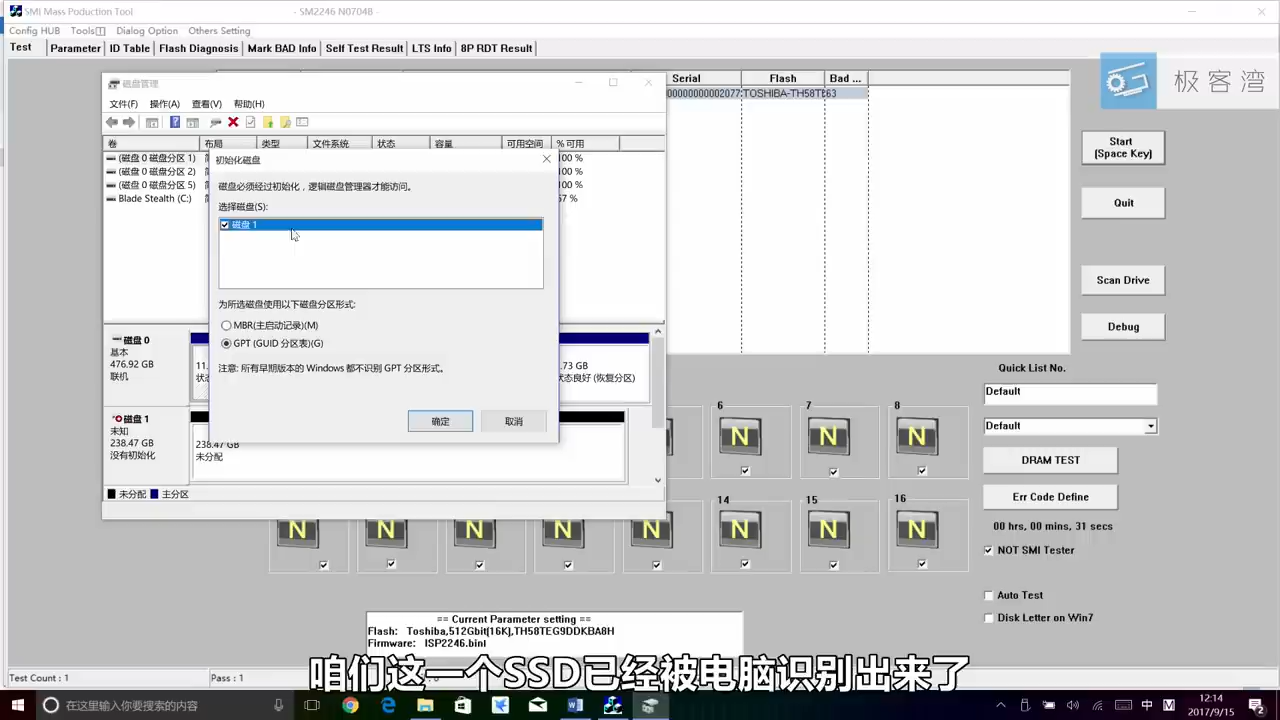 SMI Mass Poduction Tool - SM2246 N0704B -
Config HUB Tools Dialog Option Others Setting
Test Parameter ID Table Flash Diagnosis Mark BAD Info Self Test Result LTS Info 8P RDT Result
Serial Flash Bad ...
000000000002077 TOSHIBA-TH58TE 63
极客湾
磁盘管理
文件(F) 操作(A) 查看(V) 帮助(H)
卷 布局 类型 文件系统 状态 容量 可用空间 % 可用
(磁盘 0 磁盘分区 1) 100 %
(磁盘 0 磁盘分区 2) 100 %
(磁盘 0 磁盘分区 5) 100 %
Blade Stealth (C:) 67 %
初始化磁盘
磁盘必须经过初始化，逻辑磁盘管理器才能访问。
选择磁盘(S):
磁盘 1
为所选磁盘使用以下磁盘分区形式:
MBR(主启动记录)(M)
GPT (GUID 分区表)(G)
注意: 所有早期版本的 Windows 都不识别 GPT 分区形式。
确定 取消
磁盘 0
基本
476.92 GB
联机
11.
状态
.73 GB
状态良好 (恢复分区)
磁盘 1
未知
238.47 GB
没有初始化
238.47 GB
未分配
未分配 主分区
Start
(Space Key)
Quit
Scan Drive
Debug
Quick List No.
Default
Default
DRAM TEST
Err Code Define
00 hrs, 00 mins, 31 secs
NOT SMI Tester
Auto Test
Disk Letter on Win7
6 7 8
N N N
14 15 16
N N N N N N N N
== Current Parameter setting ==
Flash: Toshiba,512Gbit(16K),TH58TEG9DDKBA8H
Firmware: ISP2246.binl
咱们这一个SSD已经被电脑识别出来了
Test Count : 1 Pass : 1
在这里输入你要搜索的内容
中 M
12:14
2017/9/15
2